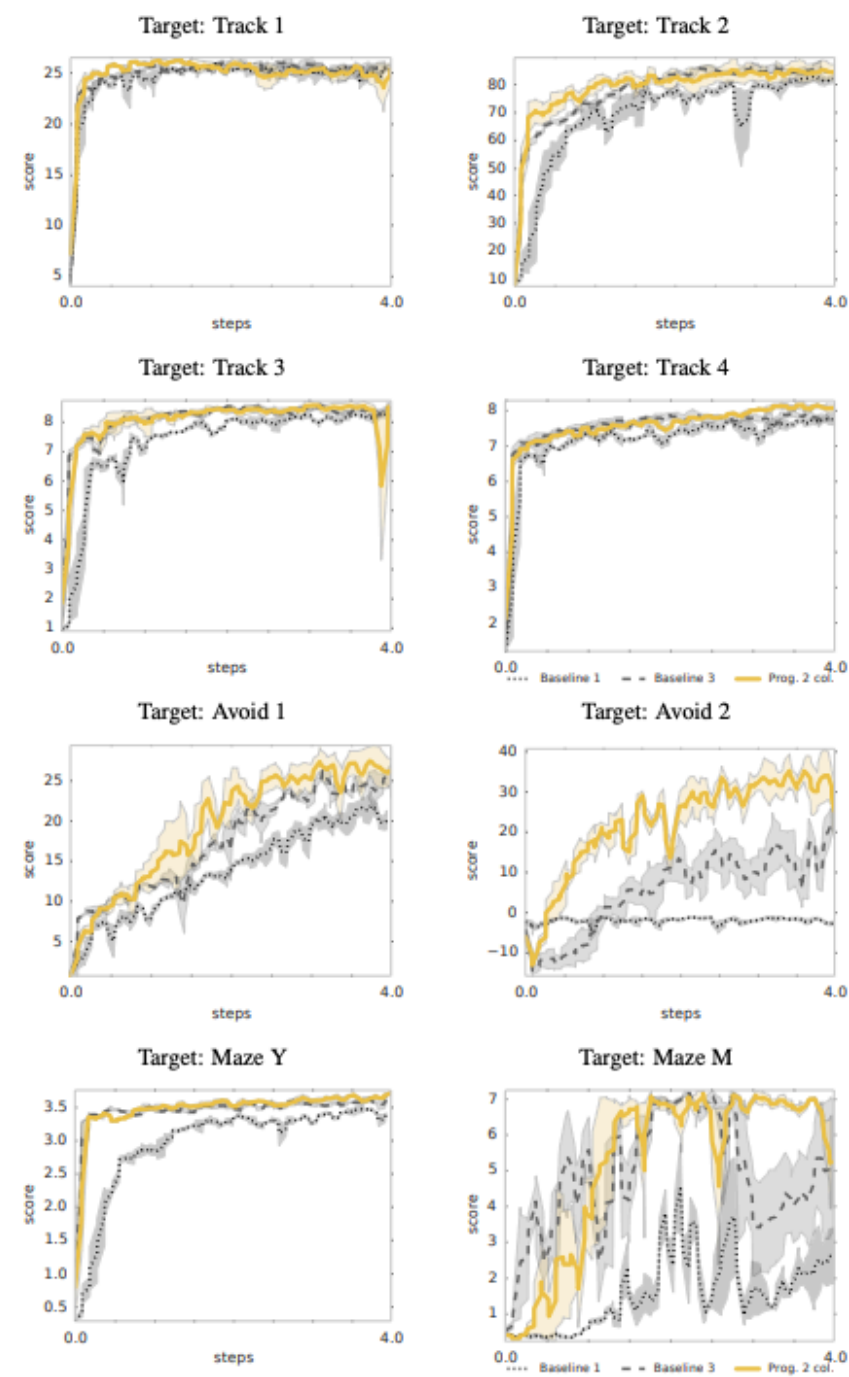 Target: Track 1
25
20
15
10
5
score
0.0 4.0
steps
Target: Track 2
80
70
60
50
40
30
20
10
score
0.0 4.0
steps
Target: Track 3
8
7
6
5
4
3
2
1
score
0.0 4.0
steps
Target: Track 4
8
7
6
5
4
3
2
score
0.0 4.0
Baseline 1 Baseline 3 Prog. 2 col.
Target: Avoid 1
25
20
15
10
5
score
0.0 4.0
steps
Target: Avoid 2
40
30
20
10
0
−10
score
0.0 4.0
steps
Target: Maze Y
3.5
3.0
2.5
2.0
1.5
1.0
0.5
score
0.0 4.0
steps
Target: Maze M
7
6
5
4
3
2
1
score
0.0 4.0
Baseline 1 Baseline 3 Prog. 2 col.